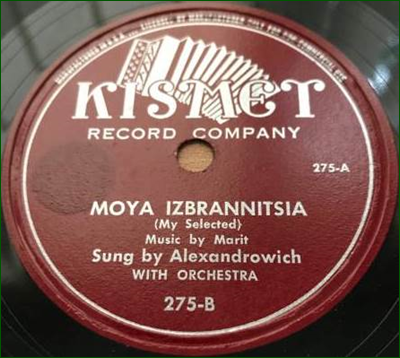 KISMET
RECORD COMPANY
275-A
MOYA IZBRANNITSIA
(My Selected)
Music by Marit
Sung by Alexandrowich
WITH ORCHESTRA
275-B